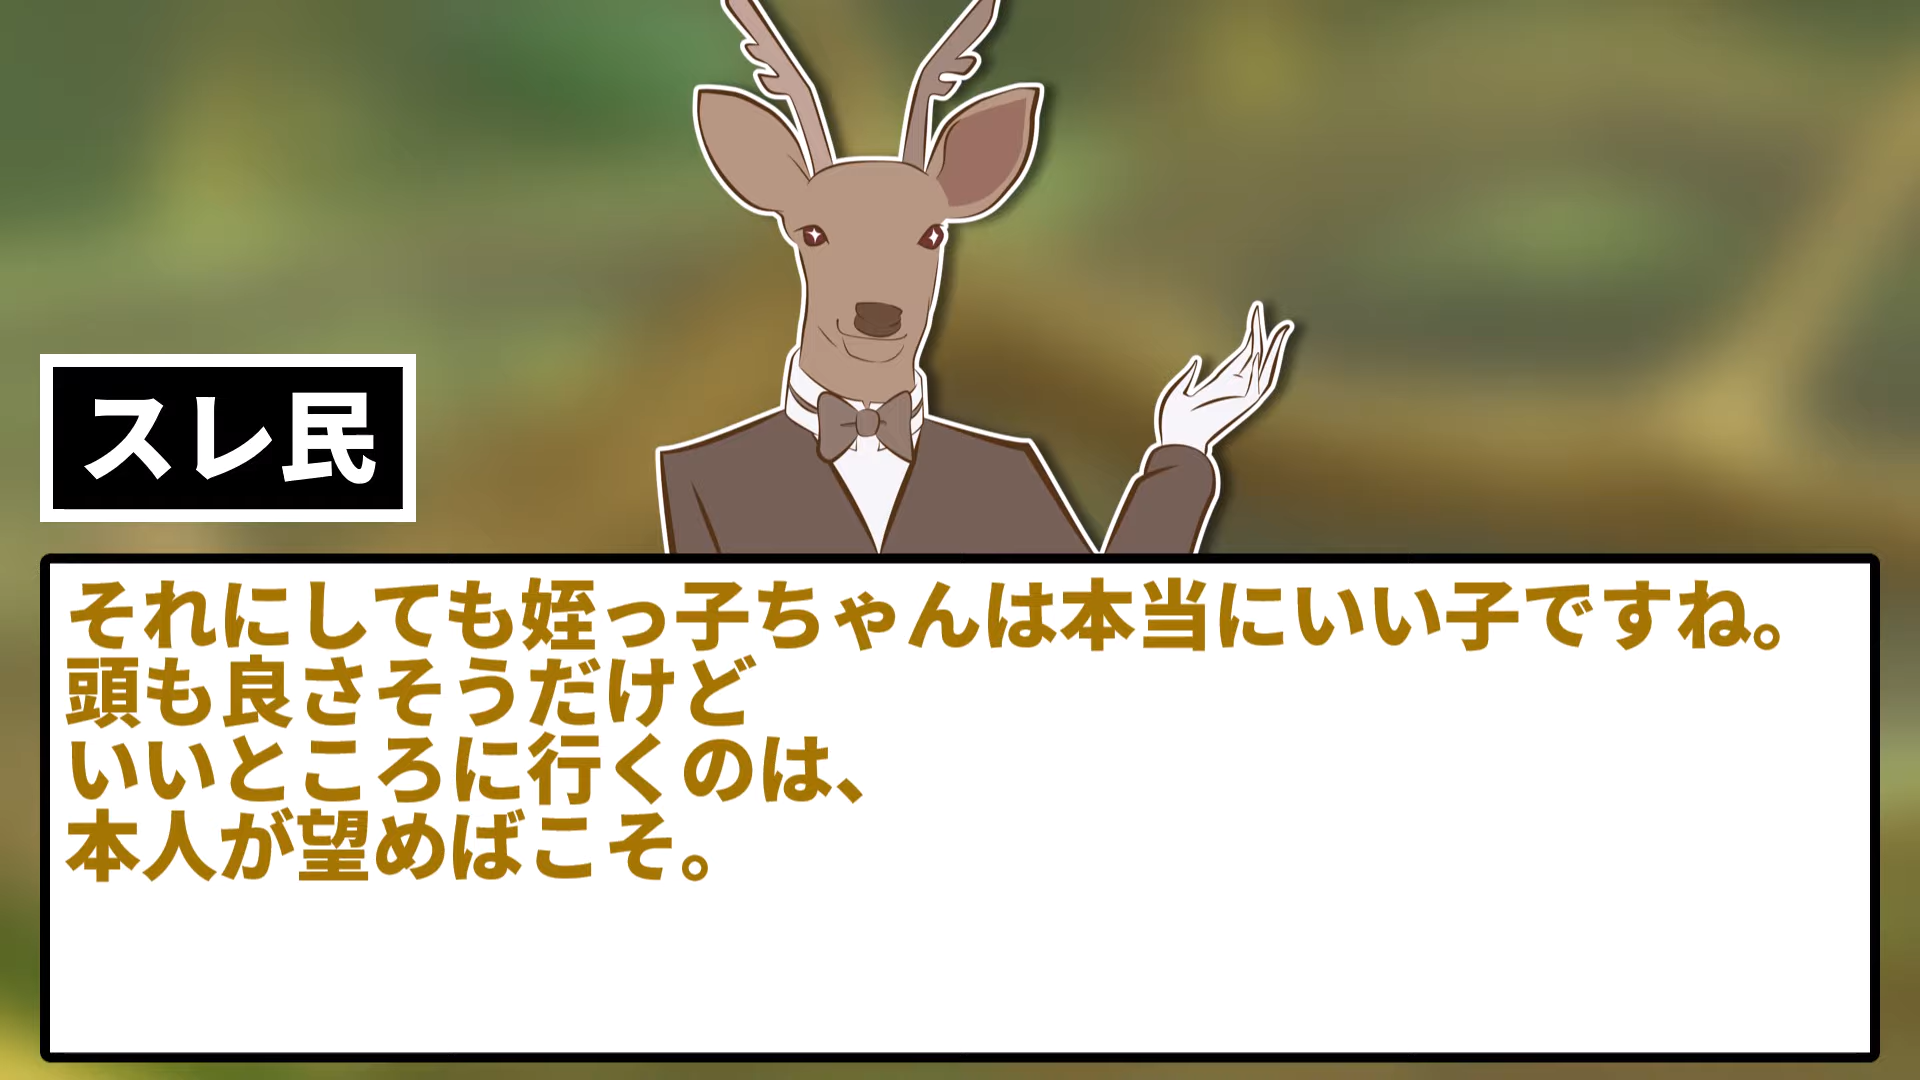 スレ民
それにしても姪っ子ちゃんは本当にいい子ですね。
頭も良さそうだけど
いいところに行くのは、
本人が望めばこそ。